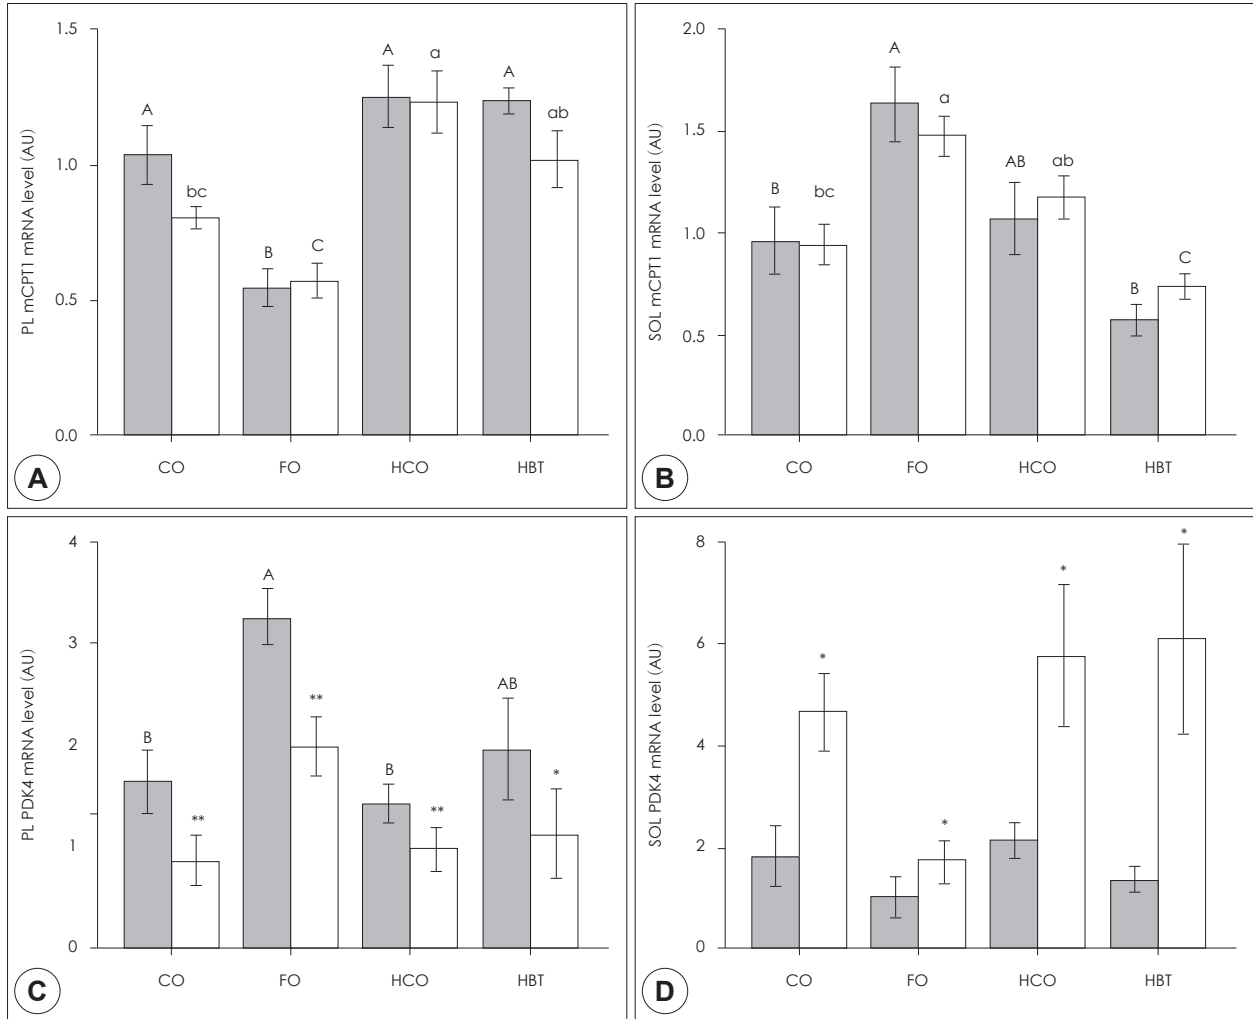 1.5
1.0
0.5
0.0
PL mCPT1 mRNA level (AU)
A
bc
B
C
A
a
A
ab
CO FO HCO HBT
A
2.0
1.5
1.0
0.5
0.0
SOL mCPT1 mRNA level (AU)
B
bc
A
a
AB
ab
B
C
CO FO HCO HBT
B
4
3
2
1
0
PL PDK4 mRNA level (AU)
B
**
A
**
B
**
AB
*
CO FO HCO HBT
C
8
6
4
2
0
SOL PDK4 mRNA level (AU)
*
*
*
*
CO FO HCO HBT
D